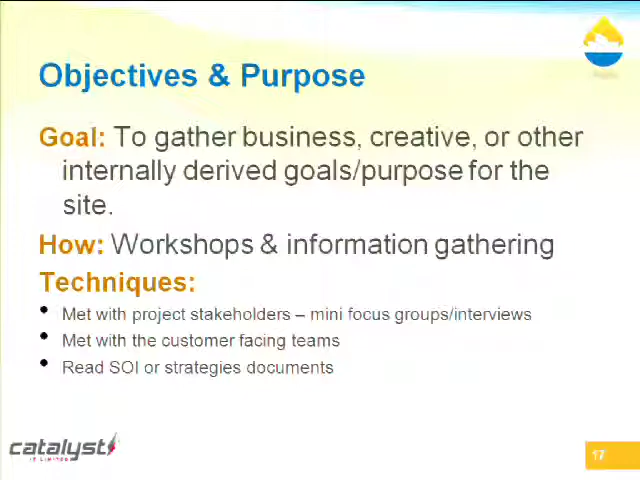 Objectives & Purpose
Goal: To gather business, creative, or other
internally derived goals/purpose for the
site.
How: Workshops & information gathering
Techniques:
• Met with project stakeholders – mini focus groups/interviews
• Met with the customer facing teams
• Read SOI or strategies documents
catalyst
IT LIMITED
17